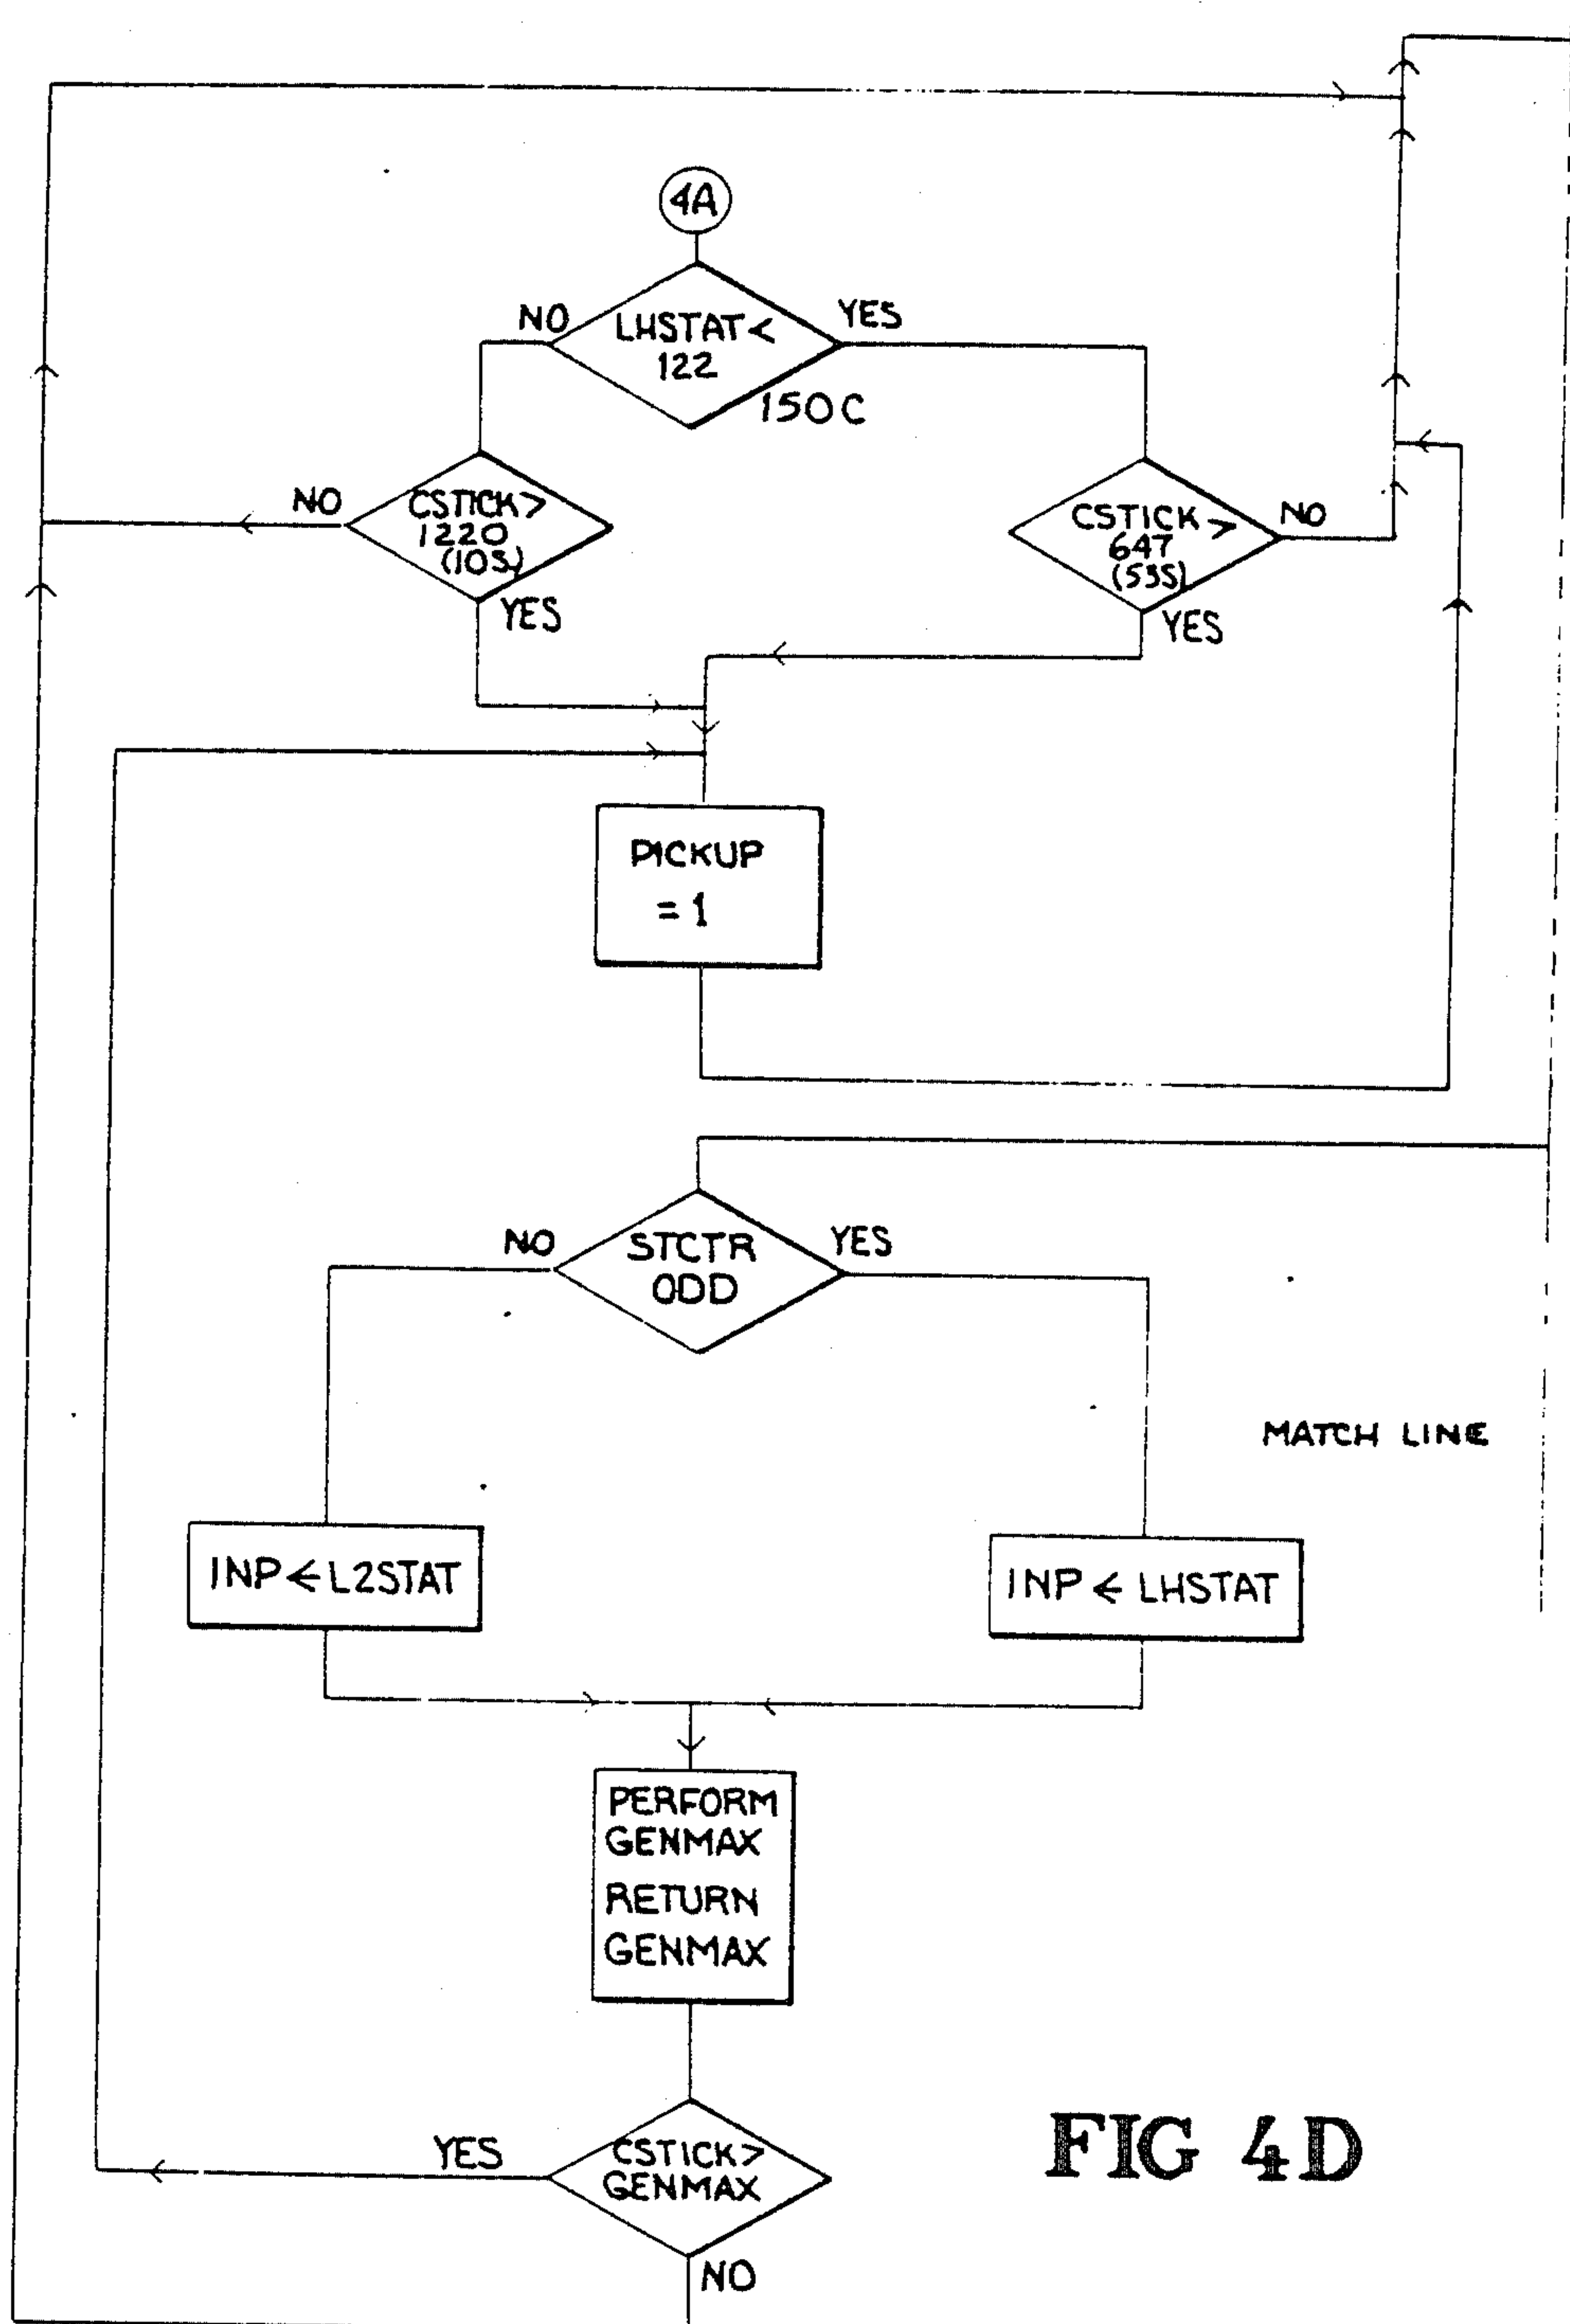 4A
NO
YES
LHSTAT <
122
150C
NO
CSTICK >
1220
(10S)
YES
CSTICK >
647
(53S)
NO
YES
PICKUP
= 1
NO
STCTR
ODD
YES
MATCH LINE
INP ← L2STAT
INP ← LHSTAT
PERFORM
GENMAX
RETURN
GENMAX
YES
CSTICK >
GENMAX
NO
FIG 4D